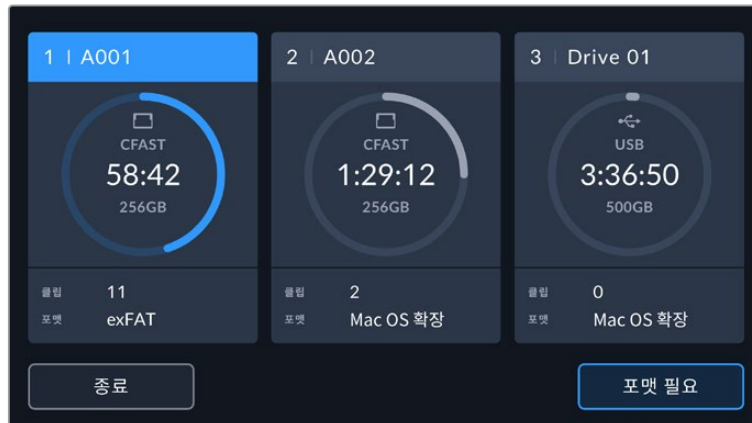 1 | A001
CFAST
58:42
256GB
클립 11
포맷 exFAT
2 | A002
CFAST
1:29:12
256GB
클립 2
포맷 Mac OS 확장
3 | Drive 01
USB
3:36:50
500GB
클립 0
포맷 Mac OS 확장
종료
포맷 필요